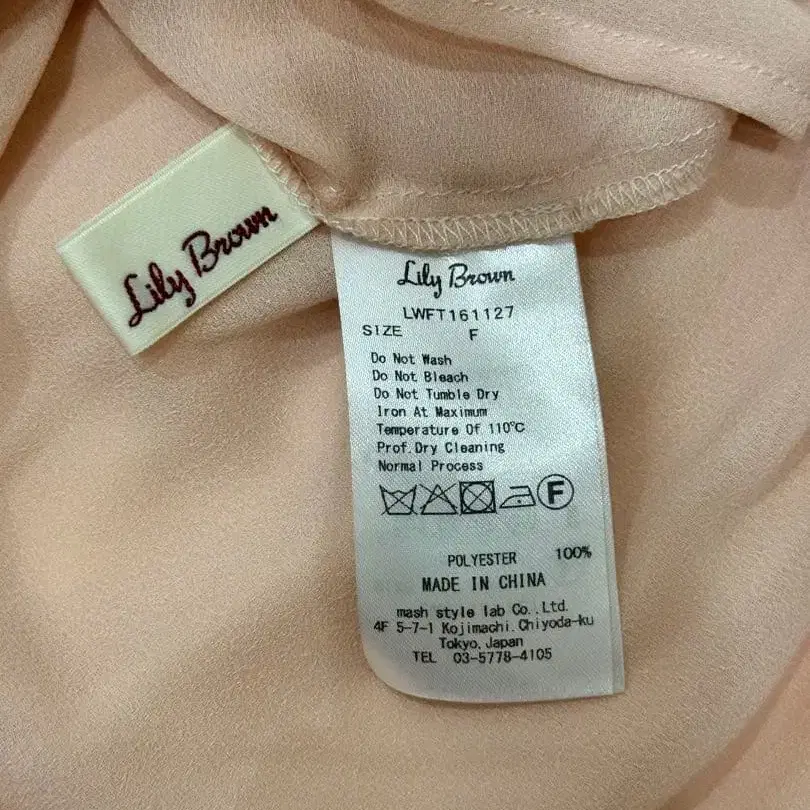 Lily Brown
Lily Brown
LWFT161127
SIZE F
Do Not Wash
Do Not Bleach
Do Not Tumble Dry
Iron At Maximum
Temperature Of 110℃
Prof.Dry Cleaning
Normal Process
F
POLYESTER 100%
MADE IN CHINA
mash style lab Co.,Ltd.
4F 5-7-1 Kojimachi.Chiyoda-ku
Tokyo,Japan
TEL 03-5778-4105